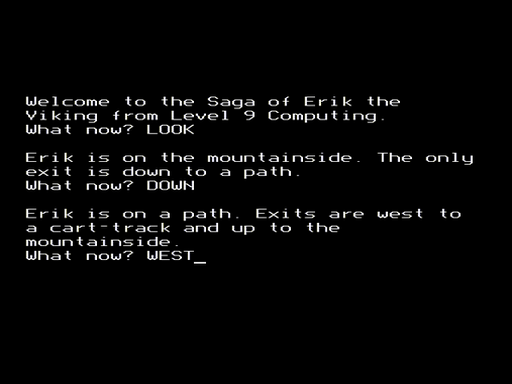 Welcome to the Saga of Erik the
Viking from Level 9 Computing.
What now? LOOK
Erik is on the mountainside. The only
exit is down to a path.
What now? DOWN
Erik is on a path. Exits are west to
a cart-track and up to the
mountainside.
What now? WEST_